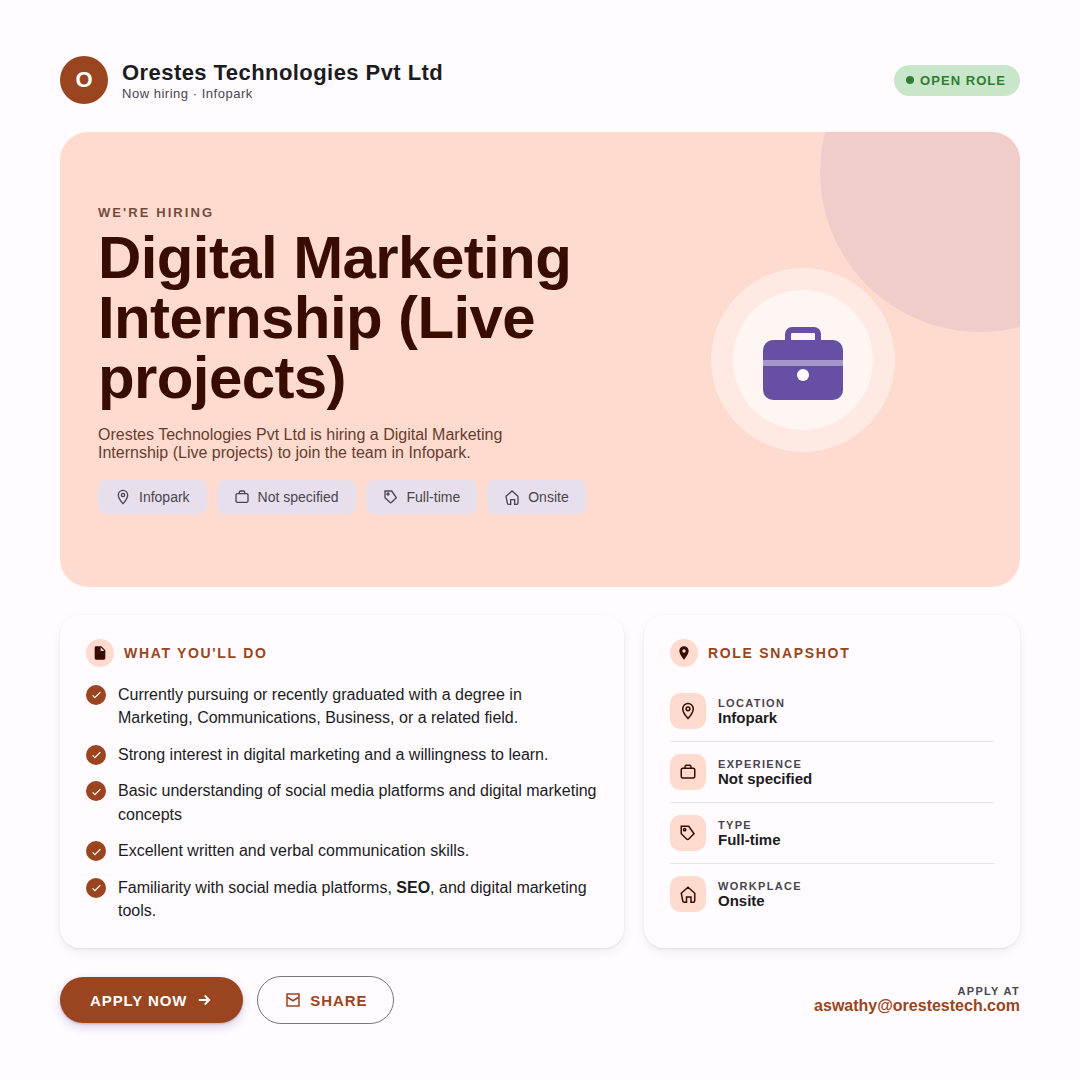 O
Orestes Technologies Pvt Ltd
Now hiring · Infopark
OPEN ROLE
WE'RE HIRING
Digital Marketing
Internship (Live
projects)
Orestes Technologies Pvt Ltd is hiring a Digital Marketing
Internship (Live projects) to join the team in Infopark.
Infopark Not specified Full-time Onsite
WHAT YOU'LL DO
Currently pursuing or recently graduated with a degree in
Marketing, Communications, Business, or a related field.
Strong interest in digital marketing and a willingness to learn.
Basic understanding of social media platforms and digital marketing
concepts
Excellent written and verbal communication skills.
Familiarity with social media platforms, SEO, and digital marketing
tools.
ROLE SNAPSHOT
LOCATION
Infopark
EXPERIENCE
Not specified
TYPE
Full-time
WORKPLACE
Onsite
APPLY NOW
SHARE
APPLY AT
aswathy@orestestech.com